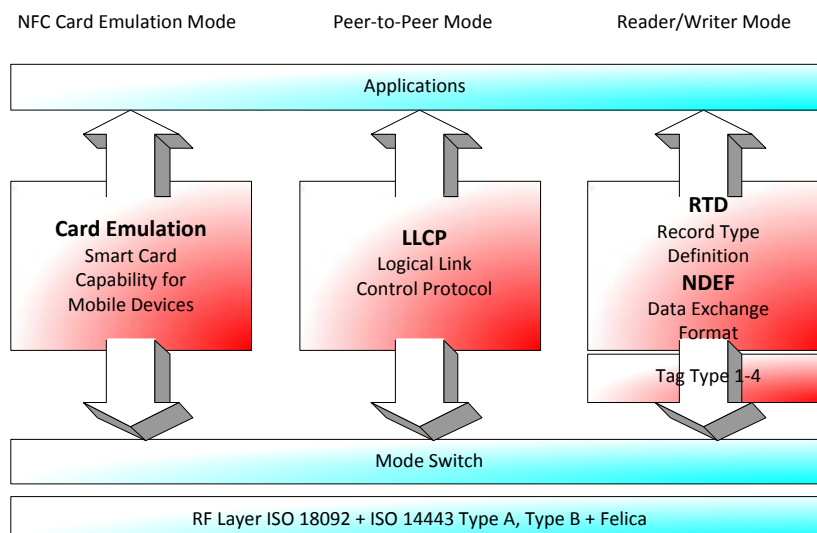 NFC Card Emulation Mode
Peer-to-Peer Mode
Reader/Writer Mode
Applications
Card Emulation
Smart Card
Capability for
Mobile Devices
LLCP
Logical Link
Control Protocol
RTD
Record Type
Definition
NDEF
Data Exchange
Format
Tag Type 1-4
Mode Switch
RF Layer ISO 18092 + ISO 14443 Type A, Type B + Felica